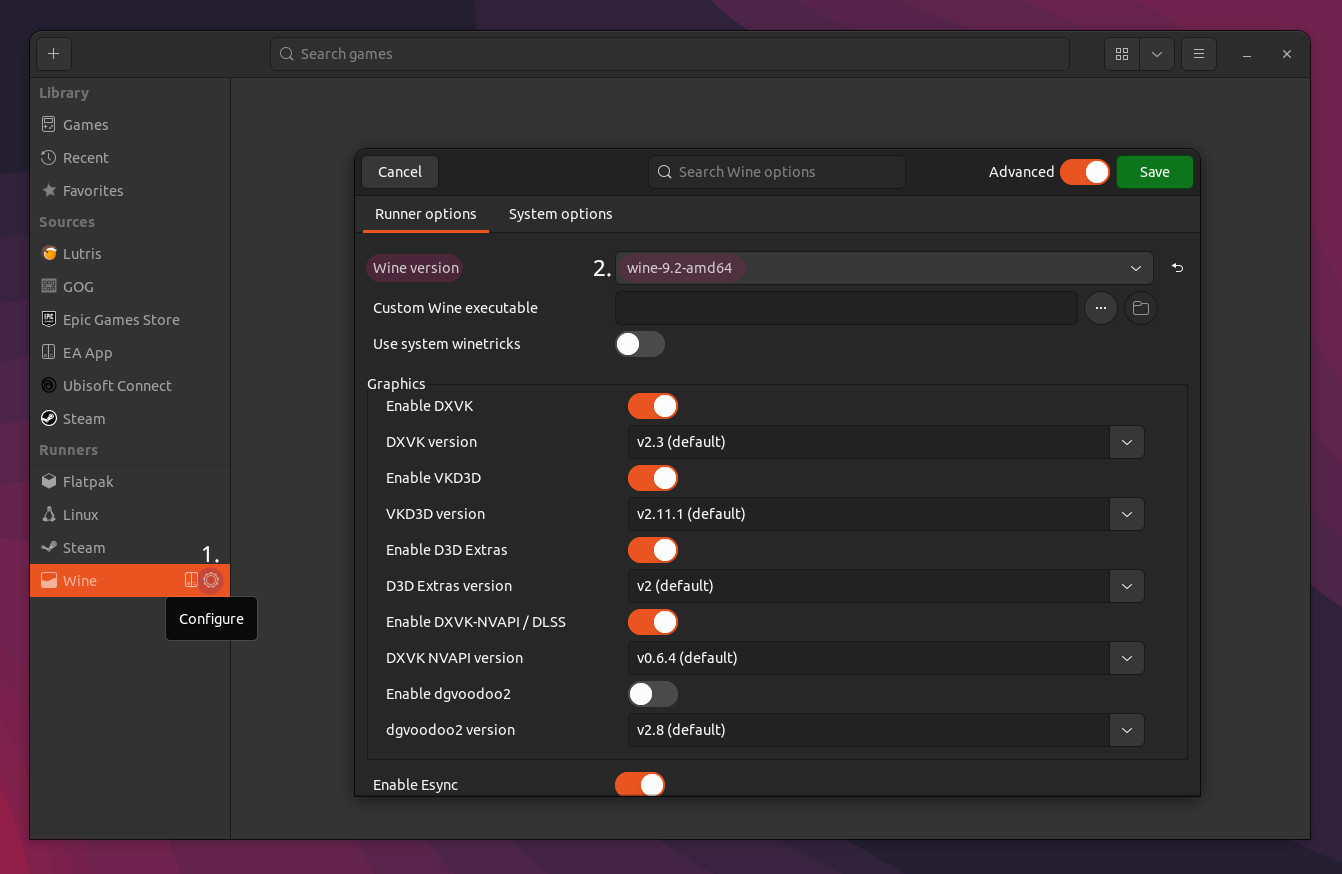 Search games
Library
Games
Recent
Favorites
Sources
Lutris
GOG
Epic Games Store
EA App
Ubisoft Connect
Steam
Runners
Flatpak
Linux
Steam
1.
Wine
Configure
Cancel
Search Wine options
Advanced
Save
Runner options
System options
Wine version
2.
wine-9.2-amd64
Custom Wine executable
...
Use system winetricks
Graphics
Enable DXVK
DXVK version
v2.3 (default)
Enable VKD3D
VKD3D version
v2.11.1 (default)
Enable D3D Extras
D3D Extras version
v2 (default)
Enable DXVK-NVAPI / DLSS
DXVK NVAPI version
v0.6.4 (default)
Enable dgvoodoo2
dgvoodoo2 version
v2.8 (default)
Enable Esync